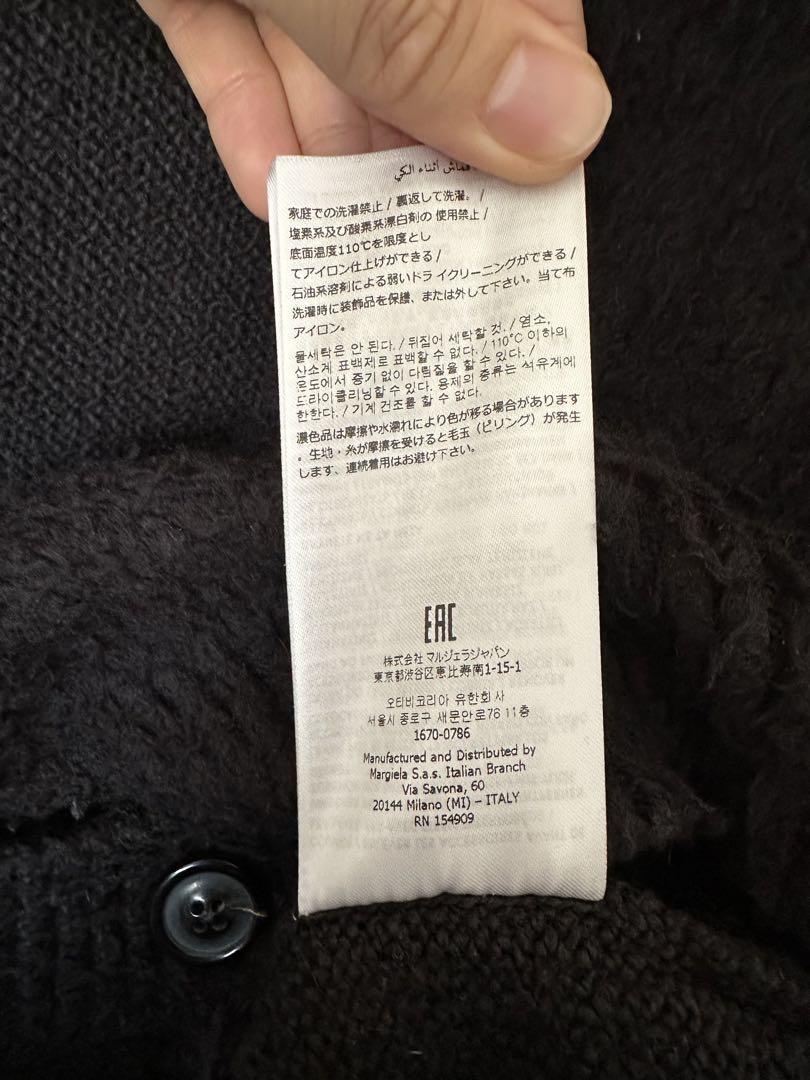 قماش أثناء الكي
家庭での洗濯禁止 / 裏返して洗濯。/
塩素系及び酸素系漂白剤の 使用禁止 /
底面温度110℃を限度とし
てアイロン仕上げができる /
石油系溶剤による弱いドラ イクリーニングができる /
洗濯時に装飾品を保護、または外して下さい。当て布
アイロン。
물세탁은 안 된다. / 뒤집어 세탁할 것. / 염소,
산소계 표백제로 표백할 수 없다. / 110°C 이하의
온도에서 증기 없이 다림질을 할 수 있다. /
드라이클리닝할 수 있다. 용제의 종류는 석유계에
한한다. / 기계 건조를 할 수 없다.
濃色品は摩擦や水濡れにより色が移る場合があります
。生地・糸が摩擦を受けると毛玉（ピリング）が発生
します、連続着用はお避け下さい。
EAC
株式会社 マルジェラジャパン
東京都渋谷区恵比寿南1-15-1
오티비코리아 유한회 사
서울시 종로구 새문안로76 11층
1670-0786
Manufactured and Distributed by
Margiela S.a.s. Italian Branch
Via Savona, 60
20144 Milano (MI) – ITALY
RN 154909